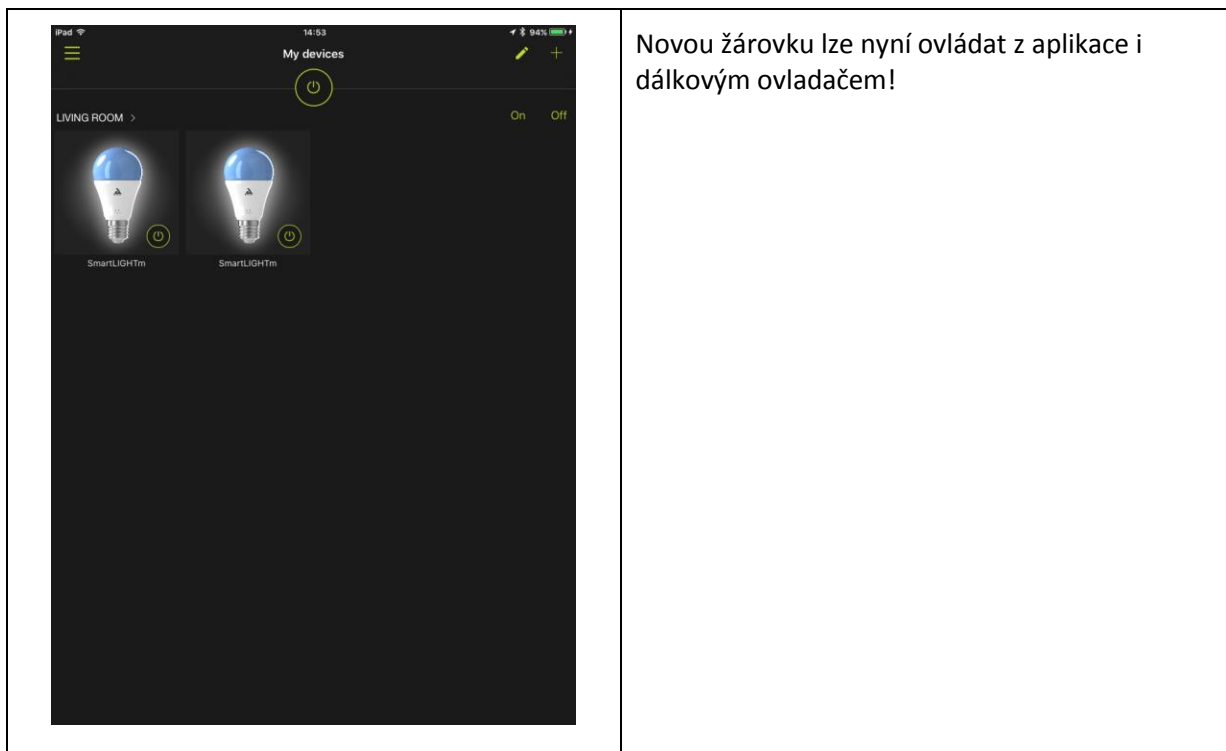 iPad 14:53 94%
My devices
LIVING ROOM > On Off
SmartLIGHTm SmartLIGHTm
Novou žárovku lze nyní ovládat z aplikace i
dálkovým ovladačem!